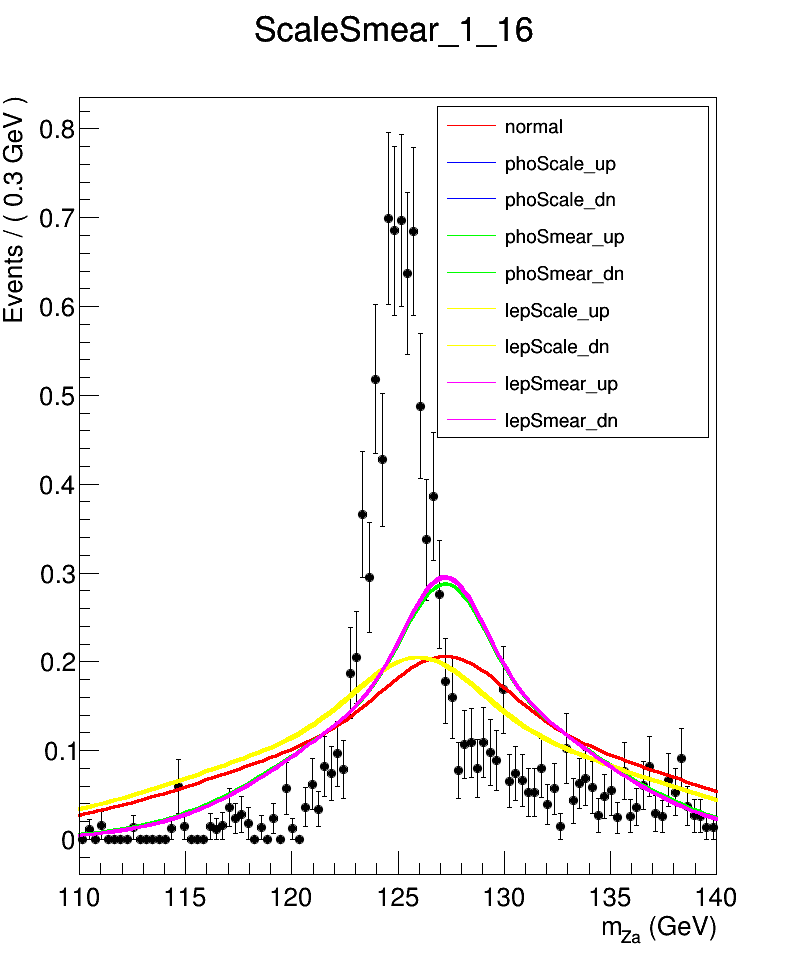 ScaleSmear_1_16
Events / ( 0.3 GeV )
0.8
0.7
0.6
0.5
0.4
0.3
0.2
0.1
0
normal
phoScale_up
phoScale_dn
phoSmear_up
phoSmear_dn
lepScale_up
lepScale_dn
lepSmear_up
lepSmear_dn
110 115 120 125 130 135 140
m_Za (GeV)